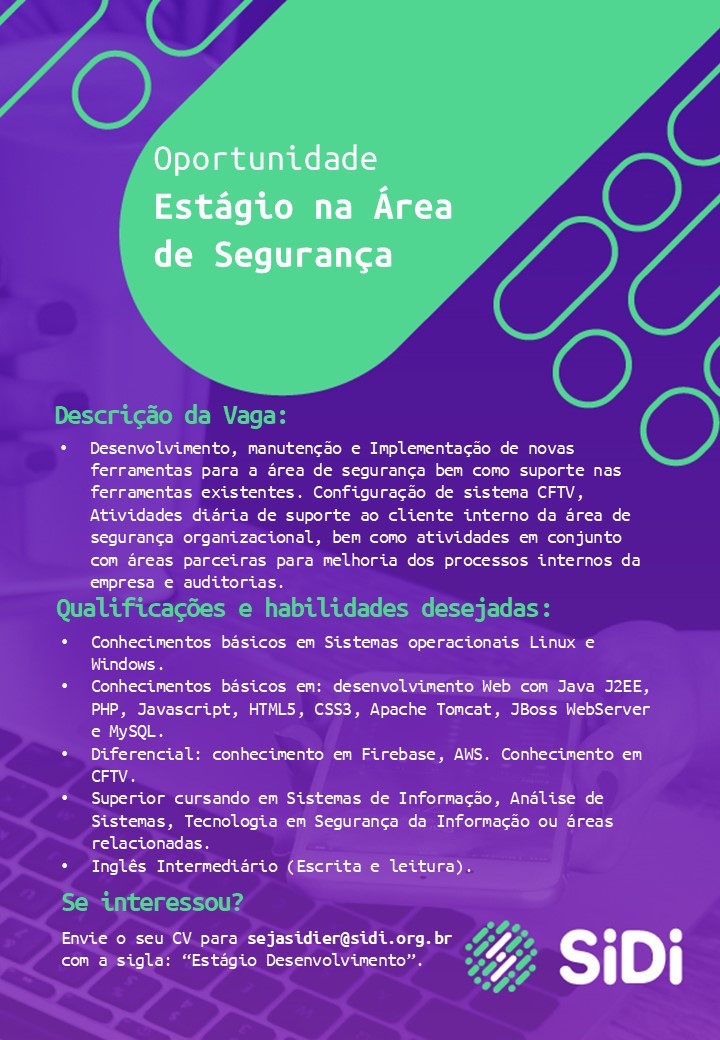 Oportunidade
Estágio na Área
de Segurança
Descrição da Vaga:
• Desenvolvimento, manutenção e Implementação de novas
ferramentas para a área de segurança bem como suporte nas
ferramentas existentes. Configuração de sistema CFTV,
Atividades diária de suporte ao cliente interno da área de
segurança organizacional, bem como atividades em conjunto
com áreas parceiras para melhoria dos processos internos da
empresa e auditorias.
Qualificações e habilidades desejadas:
• Conhecimentos básicos em Sistemas operacionais Linux e
Windows.
• Conhecimentos básicos em: desenvolvimento Web com Java J2EE,
PHP, Javascript, HTML5, CSS3, Apache Tomcat, JBoss WebServer
e MySQL.
• Diferencial: conhecimento em Firebase, AWS. Conhecimento em
CFTV.
• Superior cursando em Sistemas de Informação, Análise de
Sistemas, Tecnologia em Segurança da Informação ou áreas
relacionadas.
• Inglês Intermediário (Escrita e leitura).
Se interessou?
Envie o seu CV para sejasidier@sidi.org.br
com a sigla: “Estágio Desenvolvimento”.
SiDi